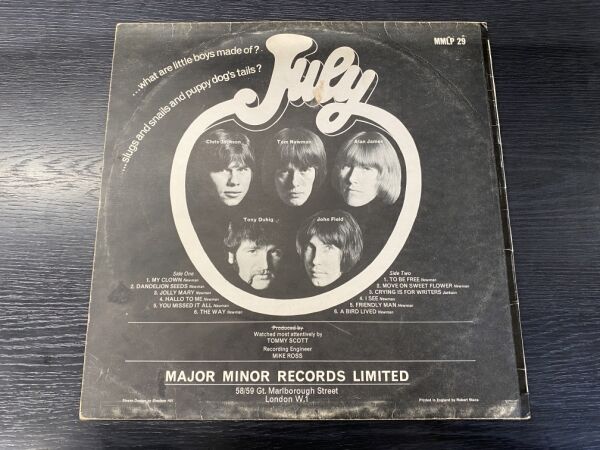 ...what are little boys made of?.
...slugs and snails and puppy dog's tails?
July
MMLP 29
Chris Jackson
Tom Newman
Alan James
Tony Duhig
John Field
Side One
1. MY CLOWN Newman
2. DANDELION SEEDS Newman
3. JOLLY MARY Newman
4. HALLO TO ME Newman
5. YOU MISSED IT ALL Newman
6. THE WAY Newman
Side Two
1. TO BE FREE Newman
2. MOVE ON SWEET FLOWER Newman
3. CRYING IS FOR WRITERS Jackson
4. I SEE Newman
5. FRIENDLY MAN Newman
6. A BIRD LIVED Newman
Produced by
Watched most attentively by
TOMMY SCOTT
Recording Engineer
MIKE ROSS
MAJOR MINOR RECORDS LIMITED
58/59 Gt. Marlborough Street
London W.1
Sleeve Design by
Printed in England by Robert Stace